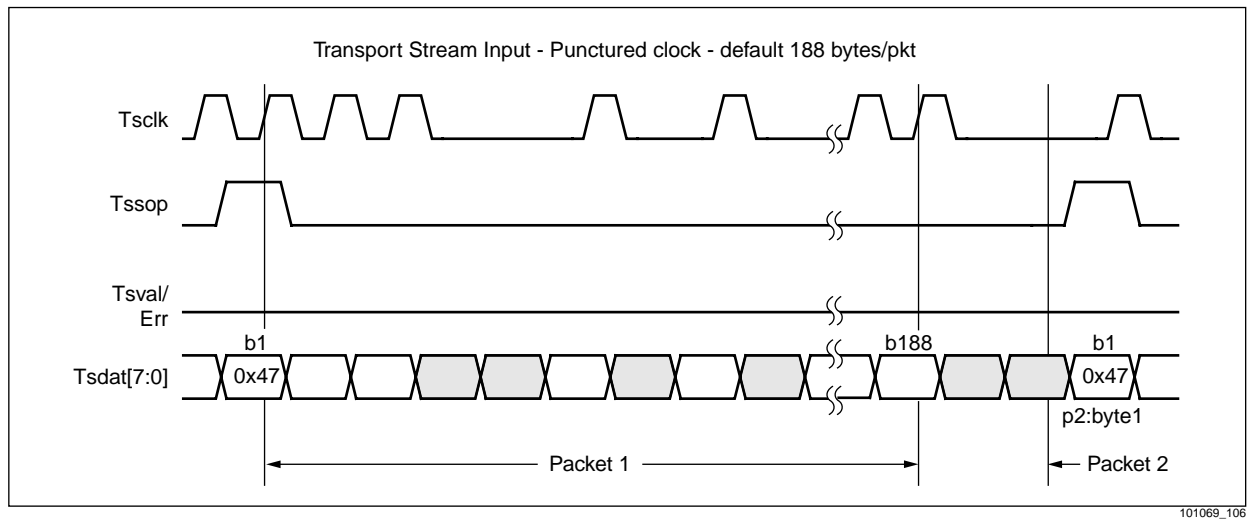 Transport Stream Input - Punctured clock - default 188 bytes/pkt
Tsclk
Tssop
Tsval/
Err
b1
b188
b1
Tsdat[7:0]
0x47
0x47
p2:byte1
Packet 1
Packet 2
101069_106